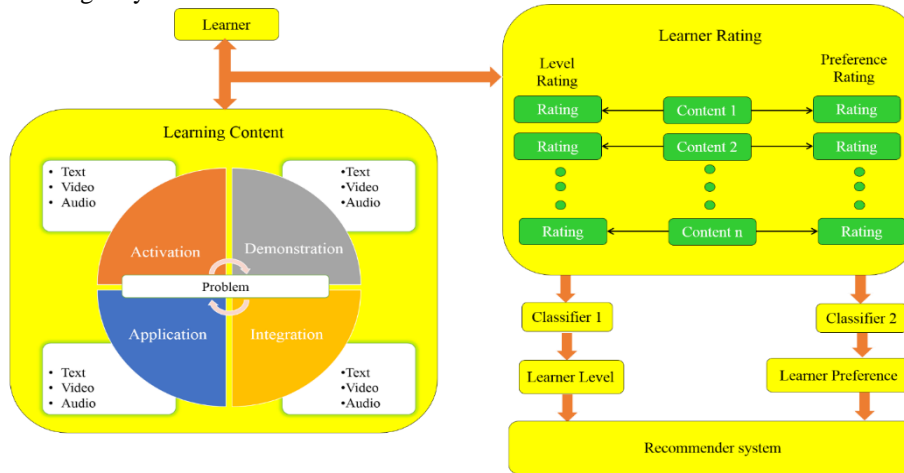 Learner
Learning Content
• Text
• Video
• Audio
•Text
•Video
•Audio
Activation
Demonstration
Problem
Application
Integration
• Text
• Video
• Audio
•Text
•Video
•Audio
Learner Rating
Level
Rating
Preference
Rating
Rating
Content 1
Rating
Rating
Content 2
Rating
Rating
Content n
Rating
Classifier 1
Classifier 2
Learner Level
Learner Preference
Recommender system